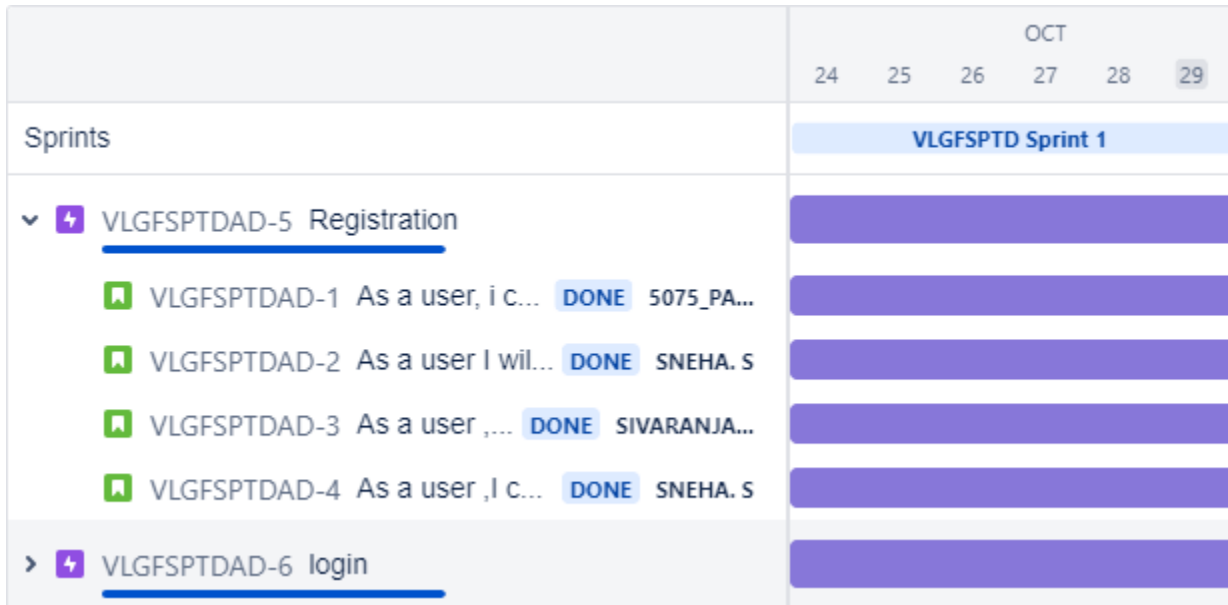 OCT
24 25 26 27 28 29
Sprints VLGFSPTD Sprint 1
VLGFSPTDAD-5 Registration
VLGFSPTDAD-1 As a user, i c... DONE 5075_PA...
VLGFSPTDAD-2 As a user I wil... DONE SNEHA. S
VLGFSPTDAD-3 As a user ,... DONE SIVARANJA...
VLGFSPTDAD-4 As a user ,I c... DONE SNEHA. S
VLGFSPTDAD-6 login